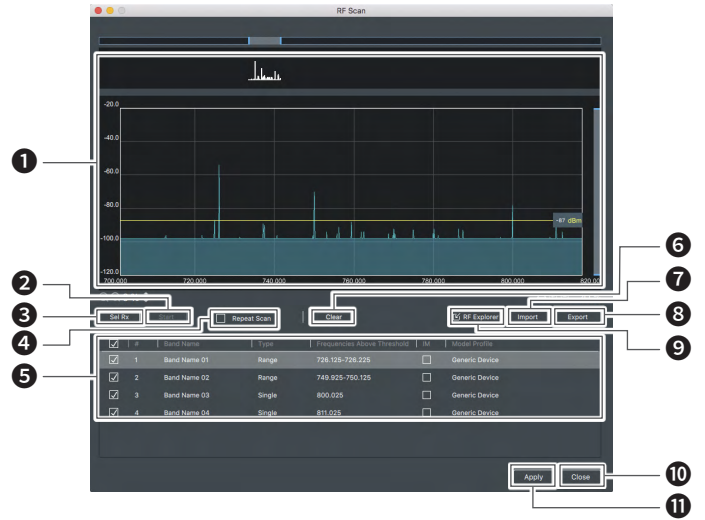 RF Scan
-20.0
-40.0
-60.0
-80.0
-87 dBm
-100.0
-120.0
700.000 720.000 740.000 760.000 780.000 800.000 820.000
Sel Rx Start Repeat Scan Clear RF Explorer Import Export
# Band Name Type Frequencies Above Threshold IM Model Profile
1 Band Name 01 Range 726.125-726.225 Generic Device
2 Band Name 02 Range 749.925-750.125 Generic Device
3 Band Name 03 Single 800.025 Generic Device
4 Band Name 04 Single 811.025 Generic Device
Apply Close
1
2
3
4
5
6
7
8
9
10
11